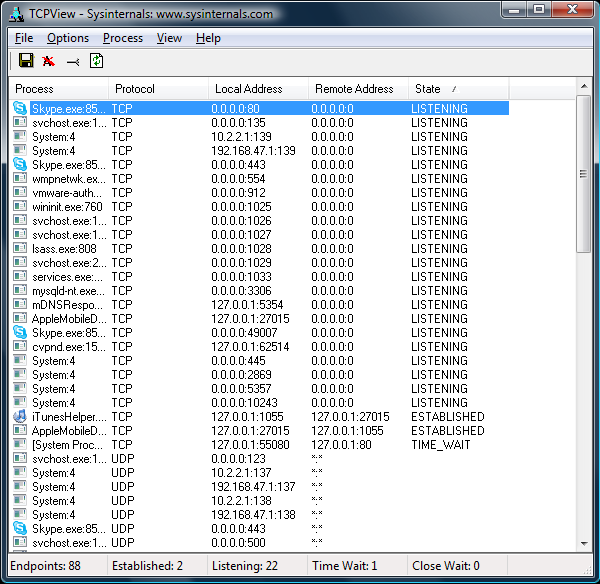 TCPView - Sysinternals: www.sysinternals.com
File Options Process View Help
Process Protocol Local Address Remote Address State
Skype.exe:85... TCP 0.0.0.0:80 0.0.0.0:0 LISTENING
svchost.exe:1... TCP 0.0.0.0:135 0.0.0.0:0 LISTENING
System:4 TCP 10.2.2.1:139 0.0.0.0:0 LISTENING
System:4 TCP 192.168.47.1:139 0.0.0.0:0 LISTENING
Skype.exe:85... TCP 0.0.0.0:443 0.0.0.0:0 LISTENING
wmpnetwk.ex... TCP 0.0.0.0:554 0.0.0.0:0 LISTENING
vmware-auth... TCP 0.0.0.0:912 0.0.0.0:0 LISTENING
wininit.exe:760 TCP 0.0.0.0:1025 0.0.0.0:0 LISTENING
svchost.exe:1... TCP 0.0.0.0:1026 0.0.0.0:0 LISTENING
svchost.exe:1... TCP 0.0.0.0:1027 0.0.0.0:0 LISTENING
lsass.exe:808 TCP 0.0.0.0:1028 0.0.0.0:0 LISTENING
svchost.exe:2... TCP 0.0.0.0:1029 0.0.0.0:0 LISTENING
services.exe:... TCP 0.0.0.0:1033 0.0.0.0:0 LISTENING
mysqld-nt.exe... TCP 0.0.0.0:3306 0.0.0.0:0 LISTENING
mDNSRespo... TCP 127.0.0.1:5354 0.0.0.0:0 LISTENING
AppleMobileD... TCP 127.0.0.1:27015 0.0.0.0:0 LISTENING
Skype.exe:85... TCP 0.0.0.0:49007 0.0.0.0:0 LISTENING
cvpnd.exe:15... TCP 127.0.0.1:62514 0.0.0.0:0 LISTENING
System:4 TCP 0.0.0.0:445 0.0.0.0:0 LISTENING
System:4 TCP 0.0.0.0:2869 0.0.0.0:0 LISTENING
System:4 TCP 0.0.0.0:5357 0.0.0.0:0 LISTENING
System:4 TCP 0.0.0.0:10243 0.0.0.0:0 LISTENING
iTunesHelper.... TCP 127.0.0.1:1055 127.0.0.1:27015 ESTABLISHED
AppleMobileD... TCP 127.0.0.1:27015 127.0.0.1:1055 ESTABLISHED
[System Proc... TCP 127.0.0.1:55080 127.0.0.1:80 TIME_WAIT
svchost.exe:1... UDP 0.0.0.0:123 *:*
System:4 UDP 10.2.2.1:137 *:*
System:4 UDP 192.168.47.1:137 *:*
System:4 UDP 10.2.2.1:138 *:*
System:4 UDP 192.168.47.1:138 *:*
Skype.exe:85... UDP 0.0.0.0:443 *:*
svchost.exe:1... UDP 0.0.0.0:500 *:*
Endpoints: 88 Established: 2 Listening: 22 Time Wait: 1 Close Wait: 0